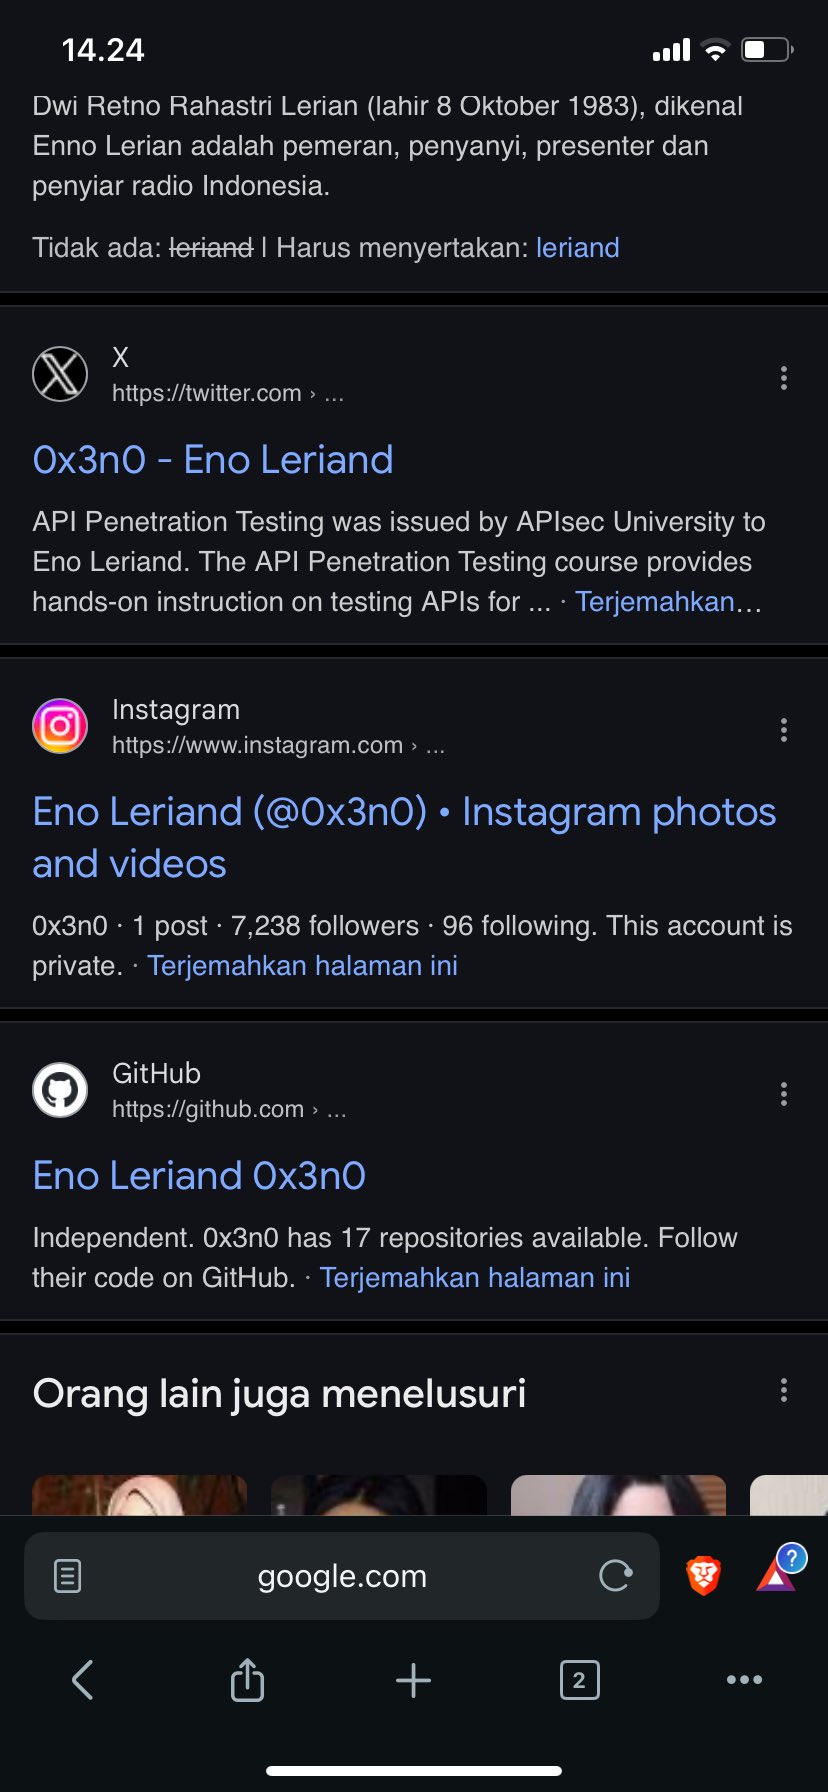 14.24
Dwi Retno Rahastri Lerian (lahir 8 Oktober 1983), dikenal
Enno Lerian adalah pemeran, penyanyi, presenter dan
penyiar radio Indonesia.
Tidak ada: leriand | Harus menyertakan: leriand
X
https://twitter.com › ...
0x3n0 - Eno Leriand
API Penetration Testing was issued by APIsec University to
Eno Leriand. The API Penetration Testing course provides
hands-on instruction on testing APIs for ... · Terjemahkan...
Instagram
https://www.instagram.com › ...
Eno Leriand (@0x3n0) • Instagram photos
and videos
0x3n0 · 1 post · 7,238 followers · 96 following. This account is
private. · Terjemahkan halaman ini
GitHub
https://github.com › ...
Eno Leriand 0x3n0
Independent. 0x3n0 has 17 repositories available. Follow
their code on GitHub. · Terjemahkan halaman ini
Orang lain juga menelusuri
google.com
?
2